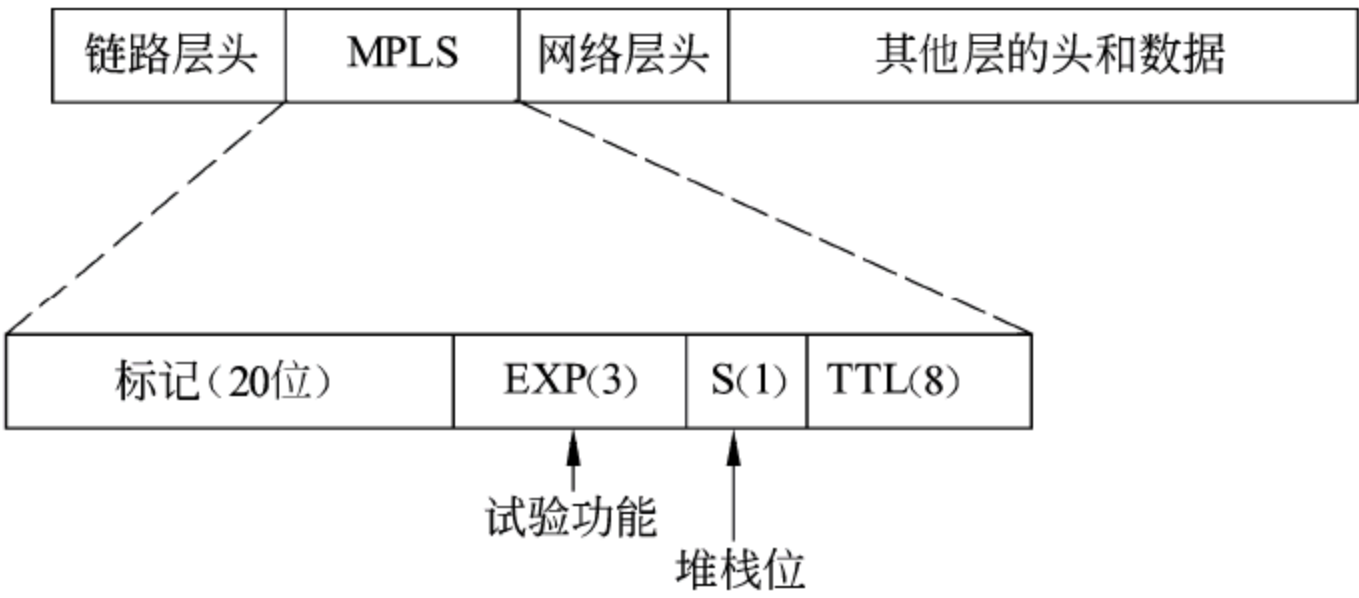 链路层头 MPLS 网络层头 其他层的头和数据
标记(20位) EXP(3) S(1) TTL(8)
试验功能
堆栈位